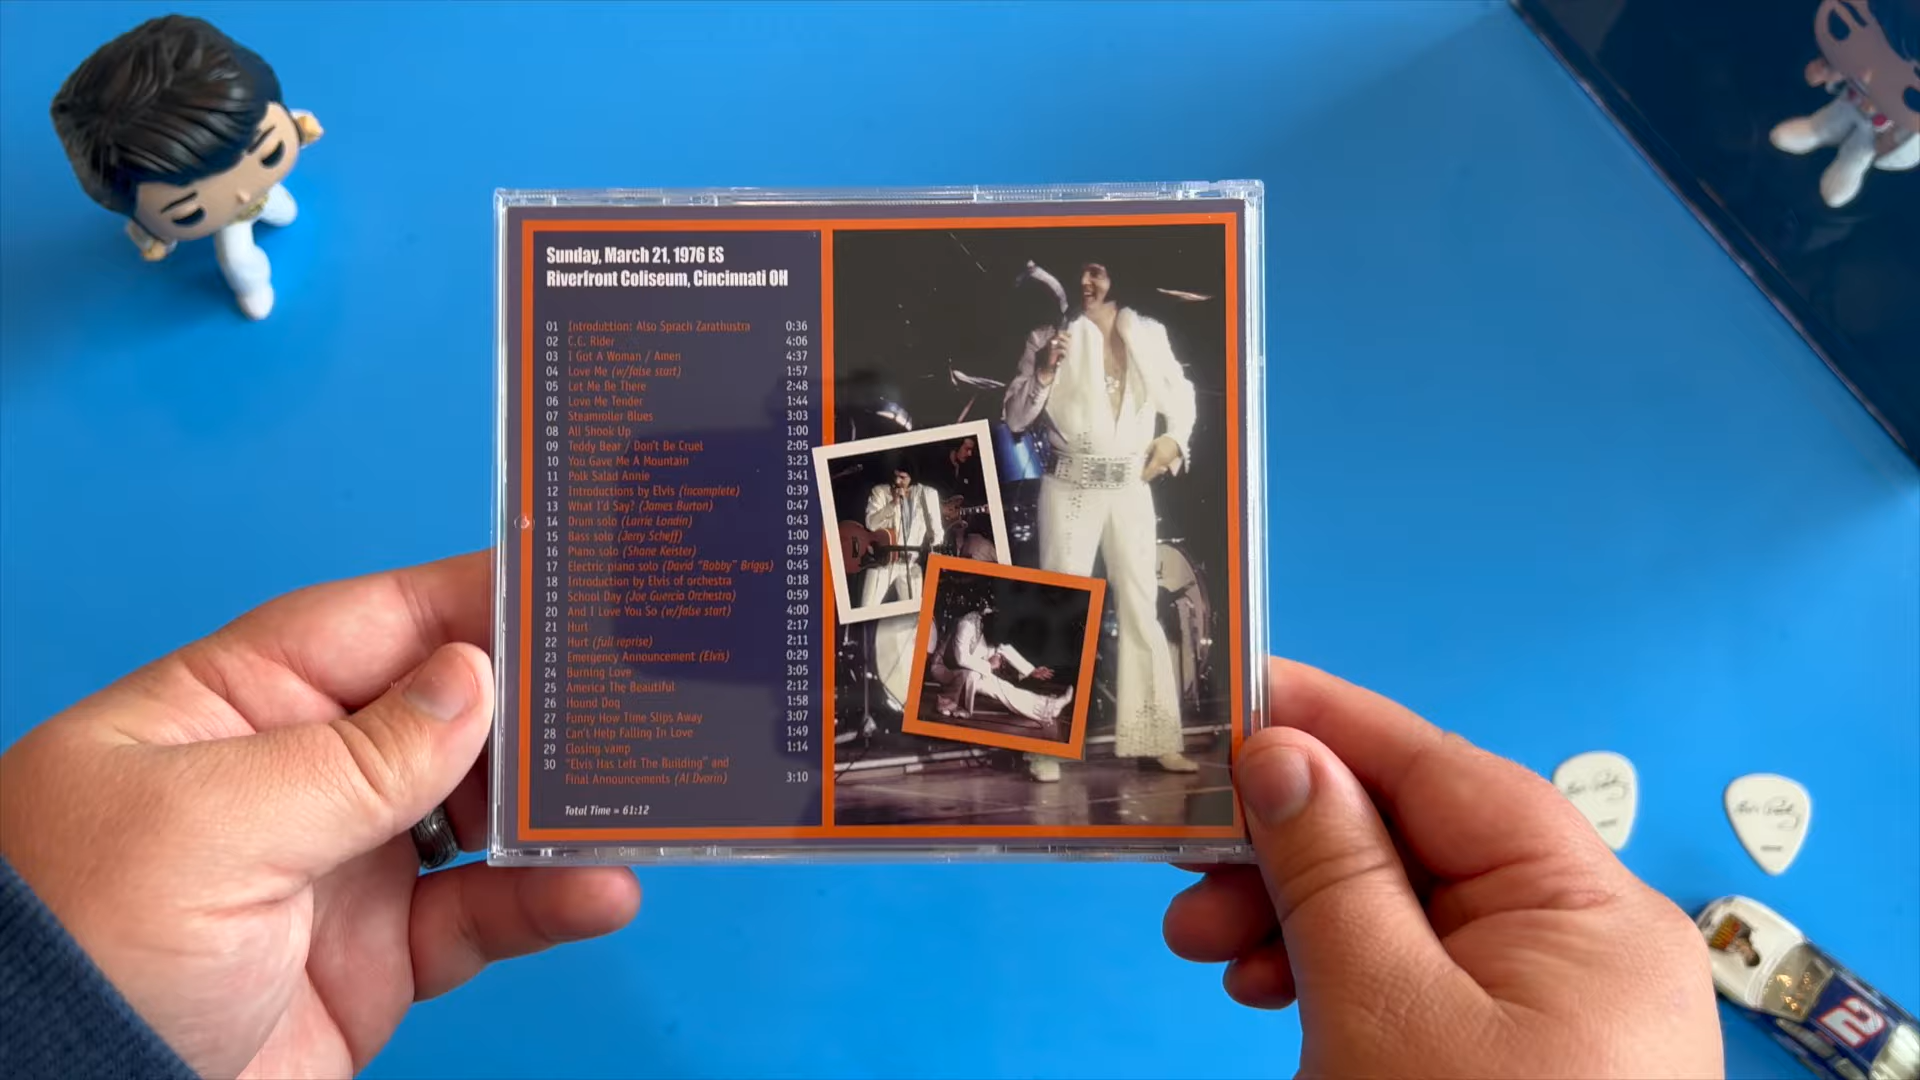 Sunday, March 21, 1976 ES
Riverfront Coliseum, Cincinnati OH
01 Introduction: Also Sprach Zarathustra 0:36
02 C.C. Rider 4:06
03 I Got A Woman / Amen 4:37
04 Love Me (w/false start) 1:57
05 Let Me Be There 2:48
06 Love Me Tender 1:44
07 Steamroller Blues 3:03
08 All Shook Up 1:00
09 Teddy Bear / Don't Be Cruel 2:05
10 You Gave Me A Mountain 3:23
11 Polk Salad Annie 3:41
12 Introductions by Elvis (incomplete) 0:39
13 What I'd Say? (James Burton) 0:47
14 Drum solo (Larrie Londin) 0:43
15 Bass solo (Jerry Scheff) 1:00
16 Piano solo (Shane Keister) 0:59
17 Electric piano solo (David "Bobby" Briggs) 0:45
18 Introduction by Elvis of orchestra 0:18
19 School Day (Joe Guercio Orchestra) 0:59
20 And I Love You So (w/false start) 4:00
21 Hurt 2:17
22 Hurt (full reprise) 2:11
23 Emergency Announcement (Elvis) 0:29
24 Burning Love 3:05
25 America The Beautiful 2:12
26 Hound Dog 1:58
27 Funny How Time Slips Away 3:07
28 Can't Help Falling In Love 1:49
29 Closing vamp 1:14
30 "Elvis Has Left The Building" and
Final Announcements (Al Dvorin) 3:10
Total Time = 61:12
2